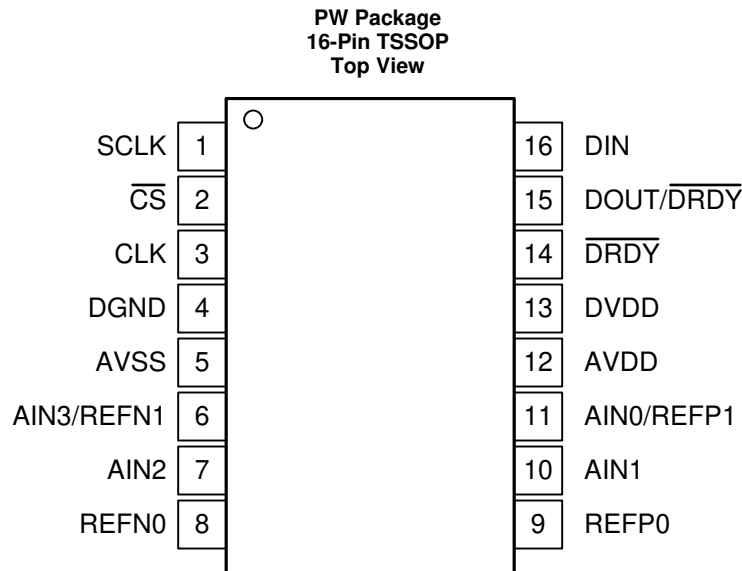 PW Package
16-Pin TSSOP
Top View
SCLK 1 16 DIN
CS 2 15 DOUT/DRDY
CLK 3 14 DRDY
DGND 4 13 DVDD
AVSS 5 12 AVDD
AIN3/REFN1 6 11 AIN0/REFP1
AIN2 7 10 AIN1
REFN0 8 9 REFP0